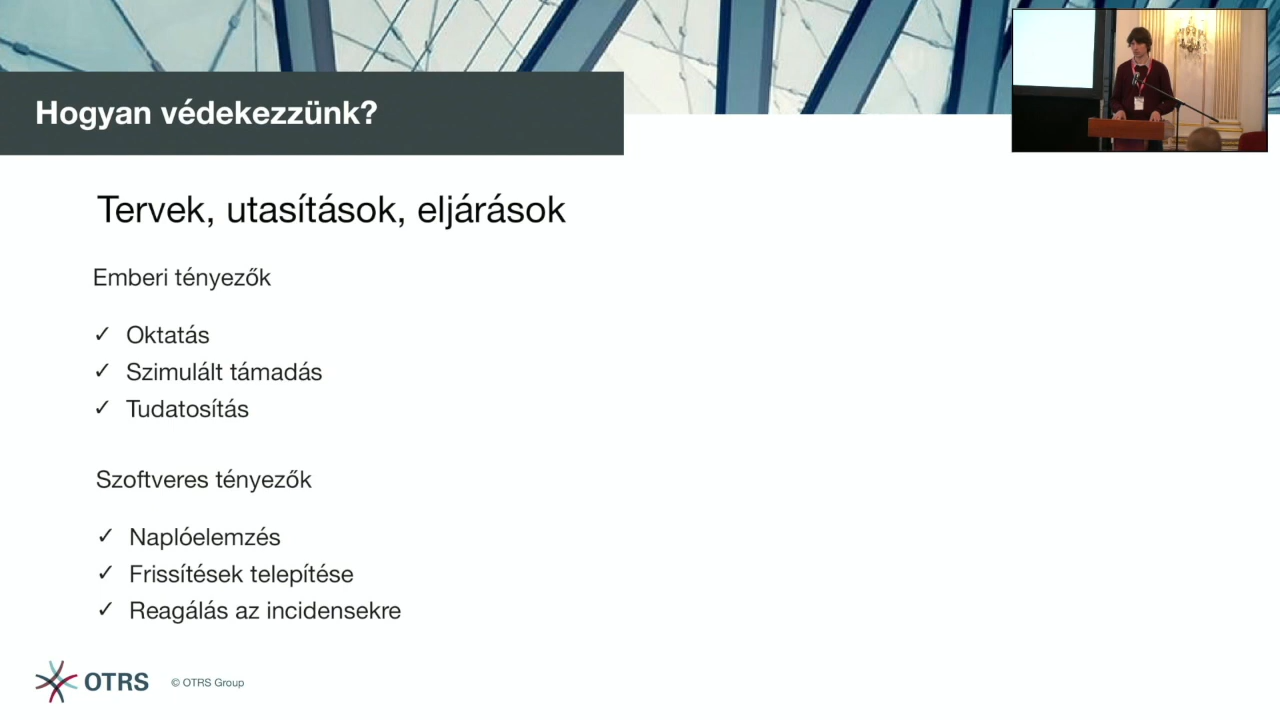 Hogyan védekezzünk?
Tervek, utasítások, eljárások
Emberi tényezők
✓ Oktatás
✓ Szimulált támadás
✓ Tudatosítás
Szoftveres tényezők
✓ Naplóelemzés
✓ Frissítések telepítése
✓ Reagálás az incidensekre
OTRS © OTRS Group